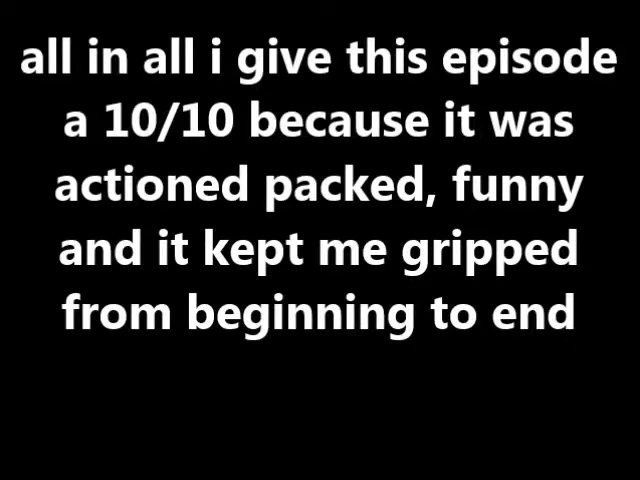 all in all i give this episode
a 10/10 because it was
actioned packed, funny
and it kept me gripped
from beginning to end